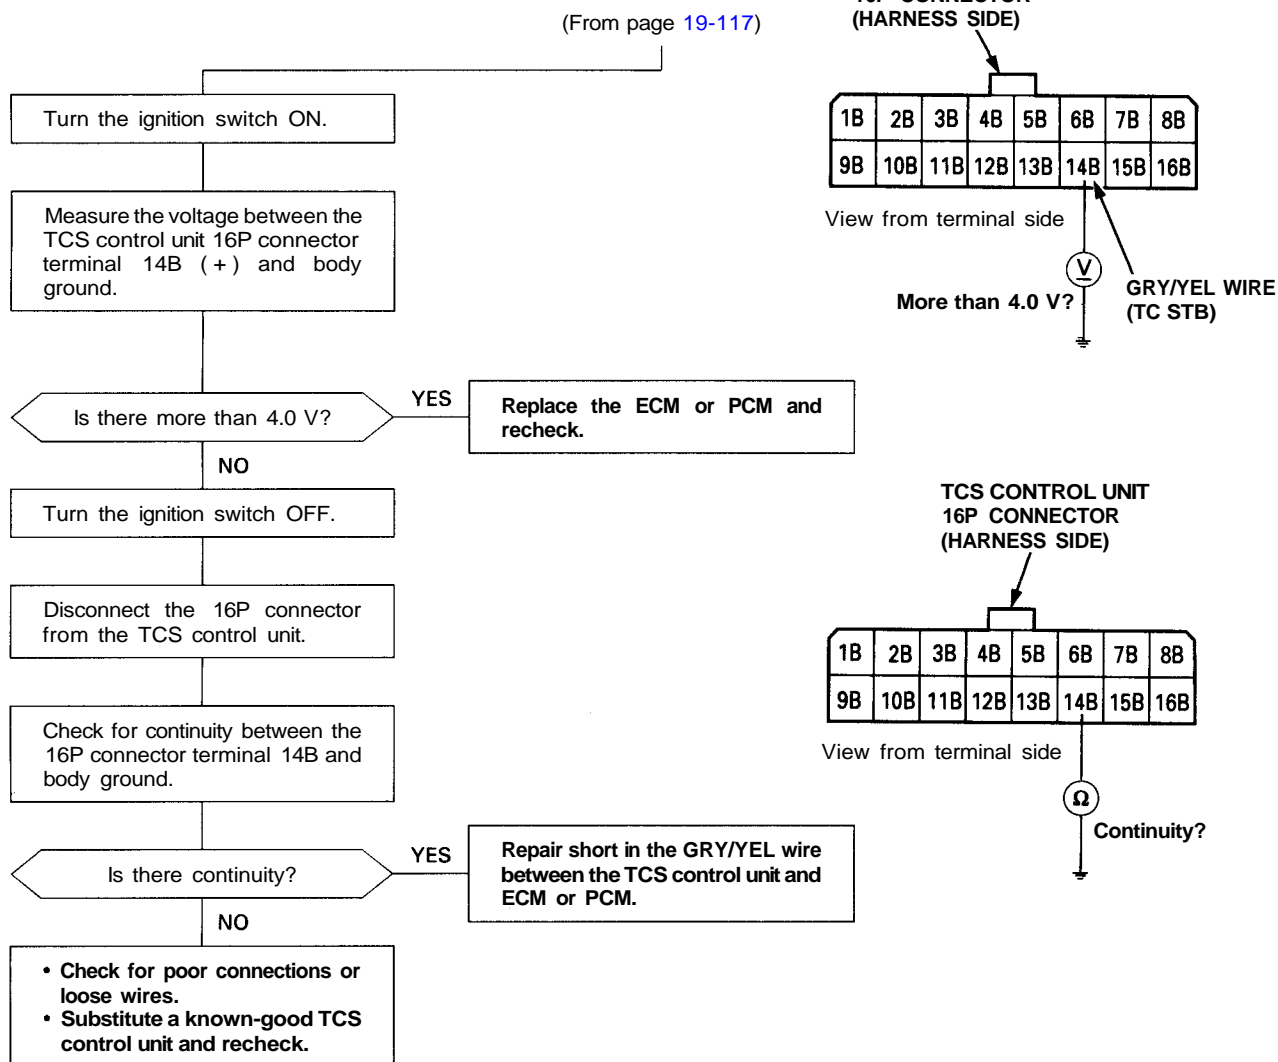 (From page 19-117)
16P CONNECTOR
(HARNESS SIDE)
Turn the ignition switch ON.
1B 2B 3B 4B 5B 6B 7B 8B
9B 10B 11B 12B 13B 14B 15B 16B
View from terminal side
Measure the voltage between the
TCS control unit 16P connector
terminal 14B (+) and body
ground.
V
More than 4.0 V?
GRY/YEL WIRE
(TC STB)
Is there more than 4.0 V?
YES
Replace the ECM or PCM and
recheck.
NO
Turn the ignition switch OFF.
TCS CONTROL UNIT
16P CONNECTOR
(HARNESS SIDE)
Disconnect the 16P connector
from the TCS control unit.
1B 2B 3B 4B 5B 6B 7B 8B
9B 10B 11B 12B 13B 14B 15B 16B
View from terminal side
Check for continuity between the
16P connector terminal 14B and
body ground.
Ω
Continuity?
Is there continuity?
YES
Repair short in the GRY/YEL wire
between the TCS control unit and
ECM or PCM.
NO
• Check for poor connections or
loose wires.
• Substitute a known-good TCS
control unit and recheck.